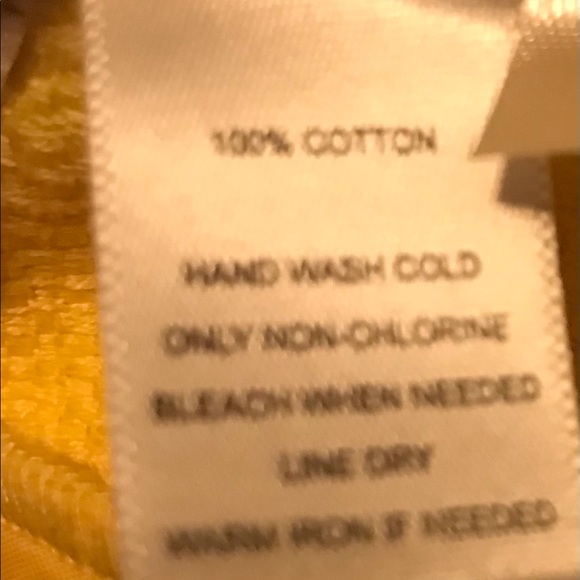 100% COTTON
HAND WASH COLD
ONLY NON-CHLORINE
BLEACH WHEN NEEDED
LINE DRY
WARM IRON IF NEEDED